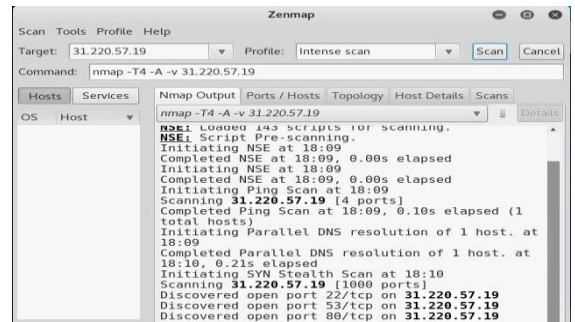 Zenmap
Scan Tools Profile Help
Target: 31.220.57.19 Profile: Intense scan Scan Cancel
Command: nmap -T4 -A -v 31.220.57.19
Hosts Services Nmap Output Ports / Hosts Topology Host Details Scans
OS Host nmap -T4 -A -v 31.220.57.19 Details
NSE: Loaded 143 scripts for scanning.
NSE: Script Pre-scanning.
Initiating NSE at 18:09
Completed NSE at 18:09, 0.00s elapsed
Initiating NSE at 18:09
Completed NSE at 18:09, 0.00s elapsed
Initiating Ping Scan at 18:09
Scanning 31.220.57.19 [4 ports]
Completed Ping Scan at 18:09, 0.10s elapsed (1
total hosts)
Initiating Parallel DNS resolution of 1 host. at
18:09
Completed Parallel DNS resolution of 1 host. at
18:10, 0.21s elapsed
Initiating SYN Stealth Scan at 18:10
Scanning 31.220.57.19 [1000 ports]
Discovered open port 22/tcp on 31.220.57.19
Discovered open port 53/tcp on 31.220.57.19
Discovered open port 80/tcp on 31.220.57.19